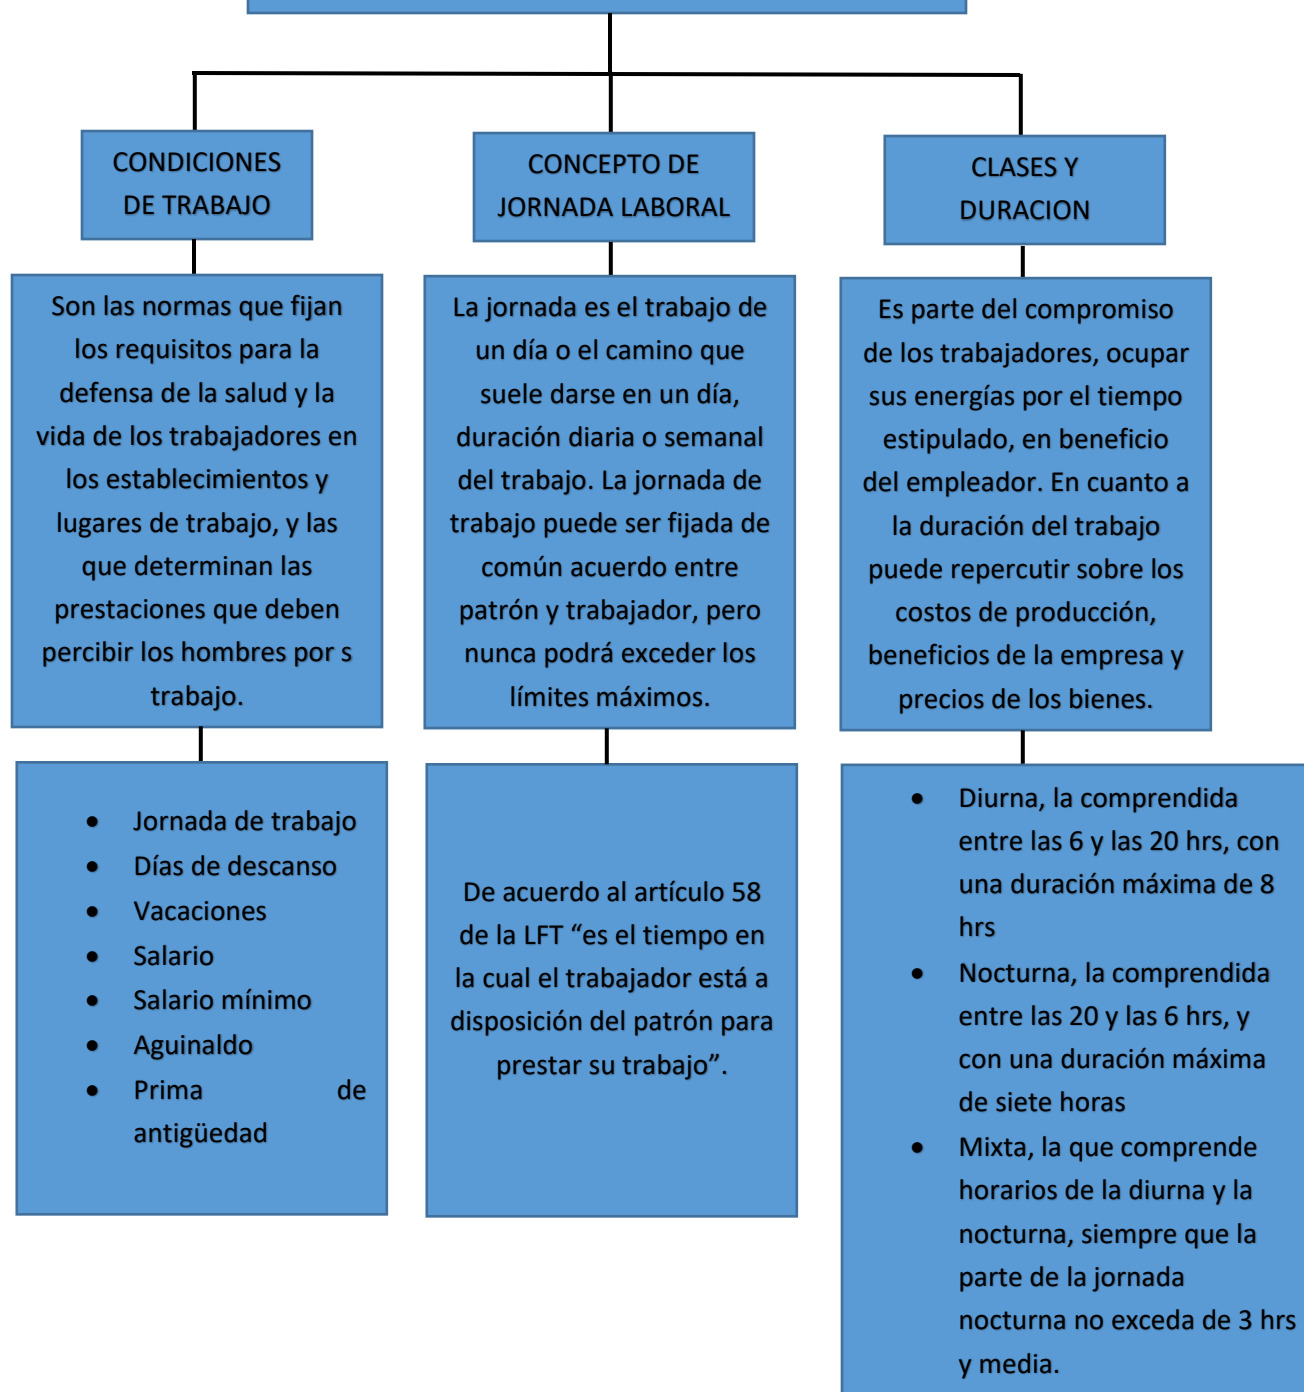 CONDICIONES
DE TRABAJO
Son las normas que fijan
los requisitos para la
defensa de la salud y la
vida de los trabajadores en
los establecimientos y
lugares de trabajo, y las
que determinan las
prestaciones que deben
percibir los hombres por s
trabajo.
• Jornada de trabajo
• Días de descanso
• Vacaciones
• Salario
• Salario mínimo
• Aguinaldo
• Prima de
antigüedad
CONCEPTO DE
JORNADA LABORAL
La jornada es el trabajo de
un día o el camino que
suele darse en un día,
duración diaria o semanal
del trabajo. La jornada de
trabajo puede ser fijada de
común acuerdo entre
patrón y trabajador, pero
nunca podrá exceder los
límites máximos.
De acuerdo al artículo 58
de la LFT “es el tiempo en
la cual el trabajador está a
disposición del patrón para
prestar su trabajo”.
CLASES Y
DURACION
Es parte del compromiso
de los trabajadores, ocupar
sus energías por el tiempo
estipulado, en beneficio
del empleador. En cuanto a
la duración del trabajo
puede repercutir sobre los
costos de producción,
beneficios de la empresa y
precios de los bienes.
• Diurna, la comprendida
entre las 6 y las 20 hrs, con
una duración máxima de 8
hrs
• Nocturna, la comprendida
entre las 20 y las 6 hrs, y
con una duración máxima
de siete horas
• Mixta, la que comprende
horarios de la diurna y la
nocturna, siempre que la
parte de la jornada
nocturna no exceda de 3 hrs
y media.